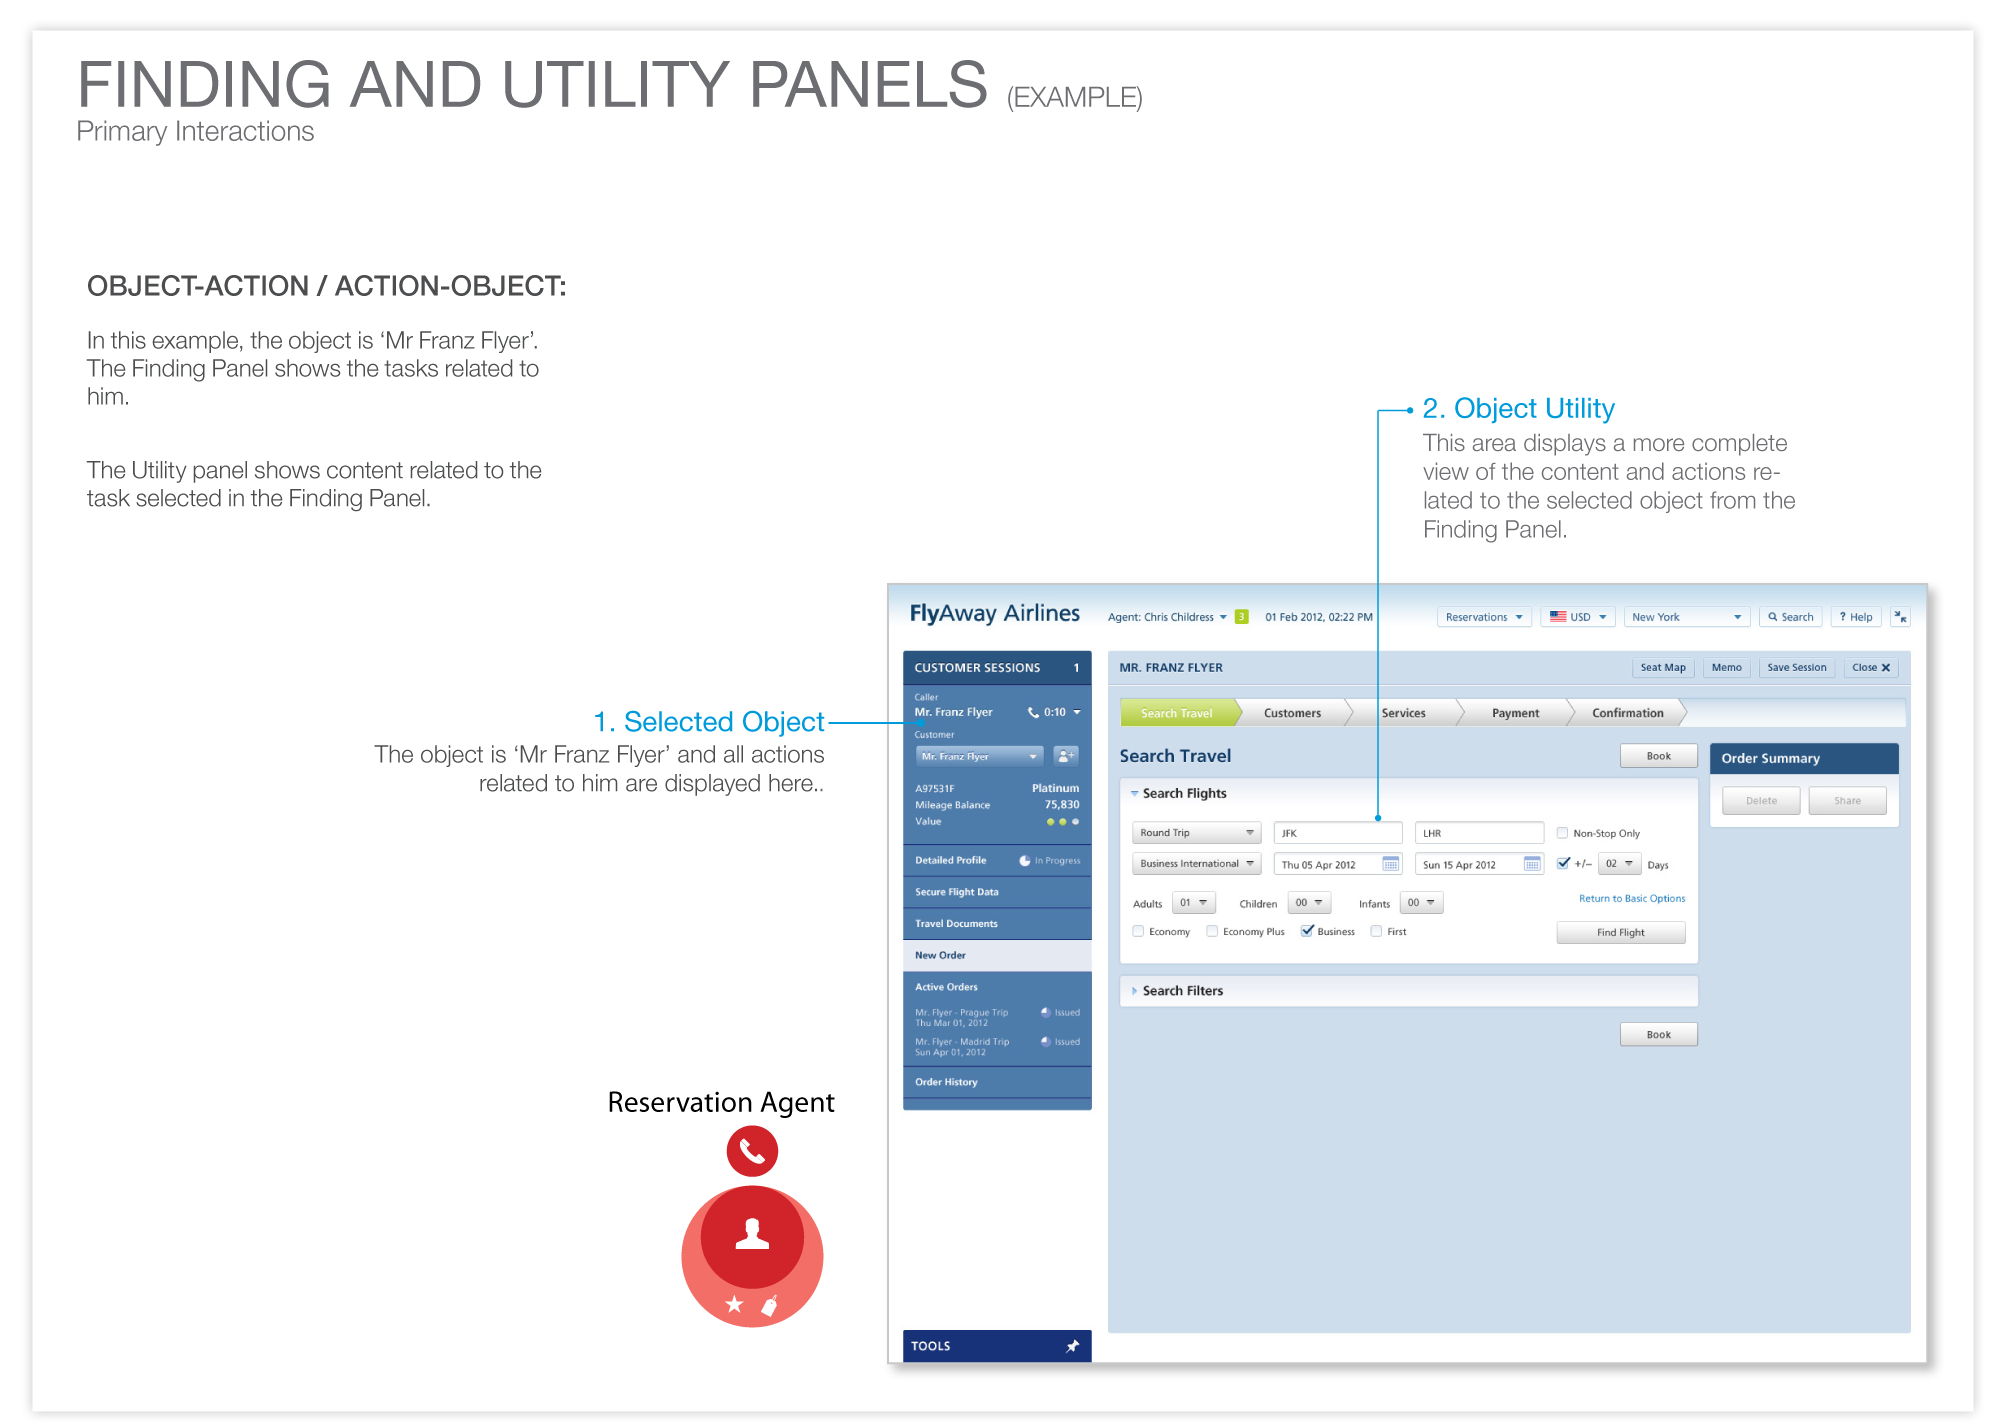 FINDING AND UTILITY PANELS (EXAMPLE)
Primary Interactions
OBJECT-ACTION / ACTION-OBJECT:
In this example, the object is ‘Mr Franz Flyer’.
The Finding Panel shows the tasks related to
him.
The Utility panel shows content related to the
task selected in the Finding Panel.
2. Object Utility
This area displays a more complete
view of the content and actions re-
lated to the selected object from the
Finding Panel.
1. Selected Object
The object is ‘Mr Franz Flyer’ and all actions
related to him are displayed here..
Reservation Agent
FlyAway Airlines
Agent: Chris Childress 3 01 Feb 2012, 02:22 PM
Reservations USD New York Search ? Help
CUSTOMER SESSIONS 1
Caller
Mr. Franz Flyer 0:10
Customer
Mr. Franz Flyer
A97531F Platinum
Mileage Balance 75,830
Value
Detailed Profile In Progress
Secure Flight Data
Travel Documents
New Order
Active Orders
Mr. Flyer - Prague Trip Issued
Thu Mar 01, 2012
Mr. Flyer - Madrid Trip Issued
Sun Apr 01, 2012
Order History
TOOLS
MR. FRANZ FLYER
Seat Map Memo Save Session Close X
Search Travel Customers Services Payment Confirmation
Search Travel Book
Search Flights
Round Trip JFK LHR Non-Stop Only
Business International Thu 05 Apr 2012 Sun 15 Apr 2012 +/– 02 Days
Adults 01 Children 00 Infants 00
Return to Basic Options
Economy Economy Plus Business First
Find Flight
Search Filters
Book
Order Summary
Delete Share